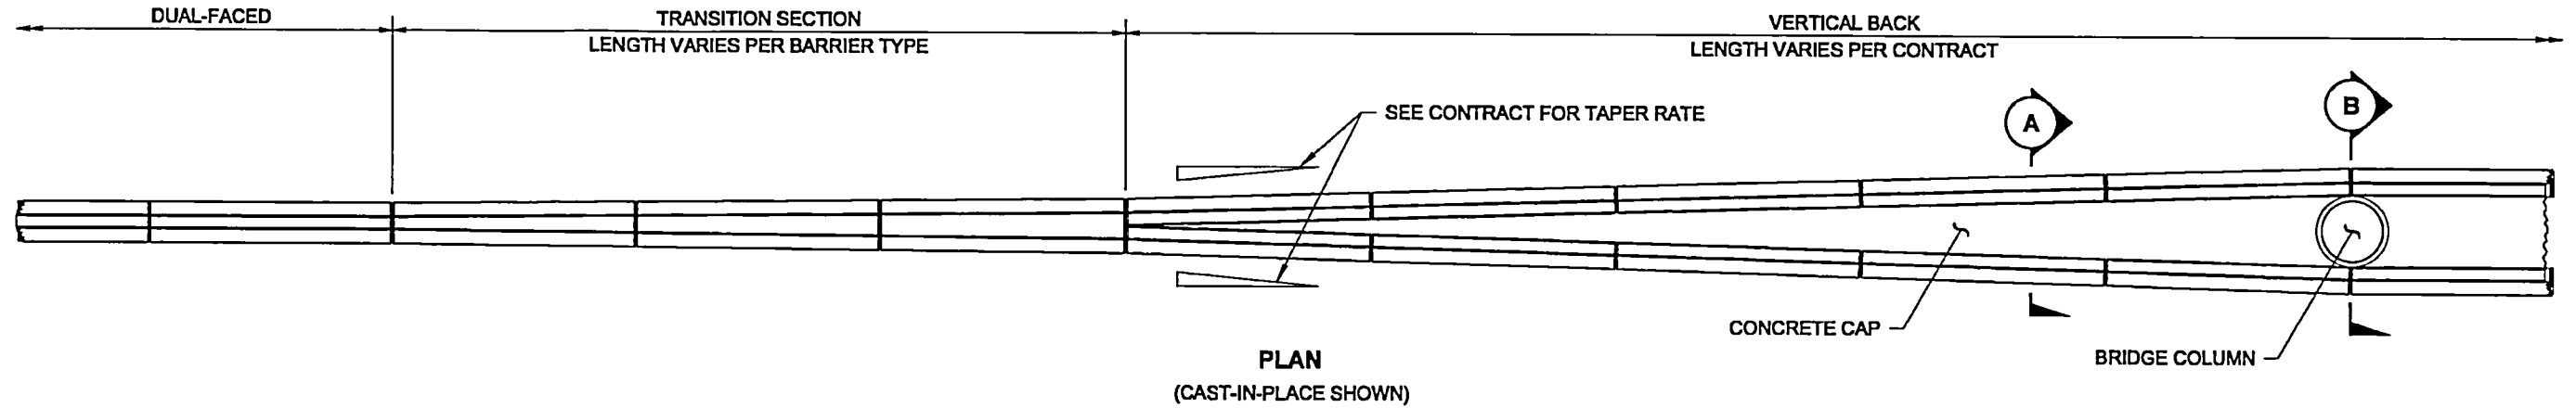 DUAL-FACED
TRANSITION SECTION
LENGTH VARIES PER BARRIER TYPE
VERTICAL BACK
LENGTH VARIES PER CONTRACT
SEE CONTRACT FOR TAPER RATE
A
B
CONCRETE CAP
BRIDGE COLUMN
PLAN
(CAST-IN-PLACE SHOWN)